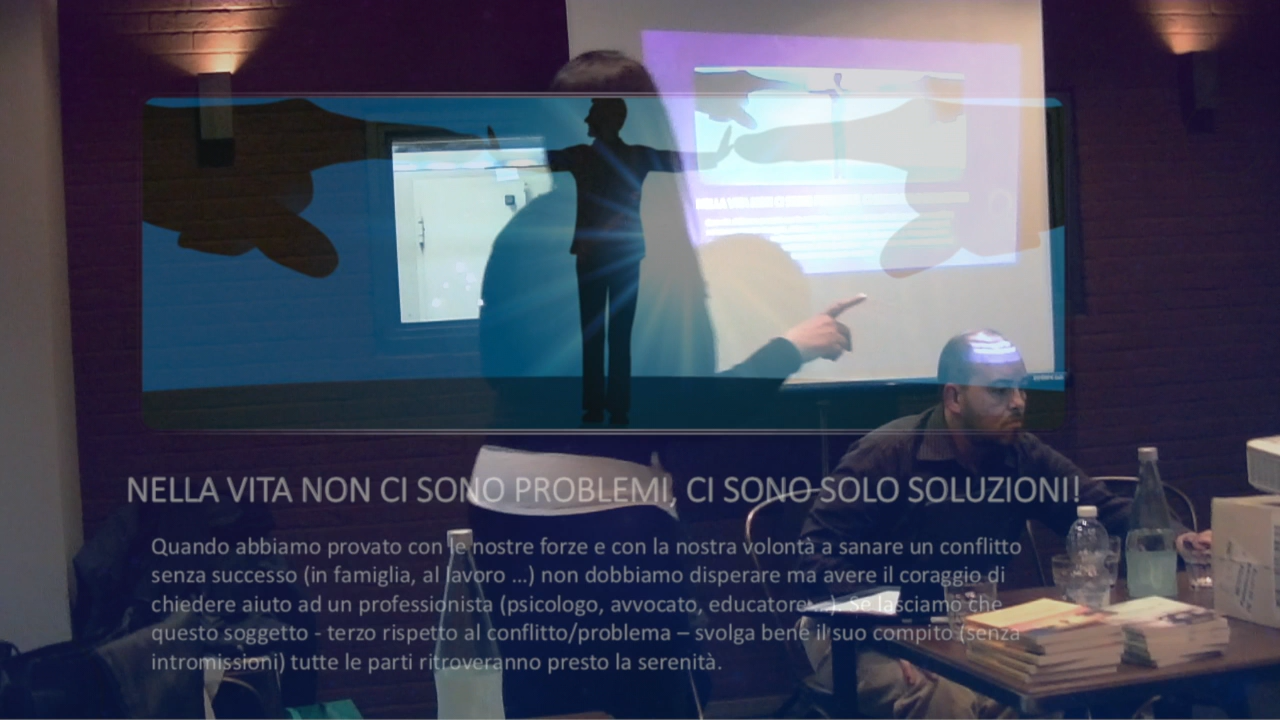 NELLA VITA NON CI SONO PROBLEMI, CI SONO SOLO SOLUZIONI!
Quando abbiamo provato con le nostre forze e con la nostra volontà a sanare un conflitto
senza successo (in famiglia, al lavoro ...) non dobbiamo disperare ma avere il coraggio di
chiedere aiuto ad un professionista (psicologo, avvocato, educatore...). Se lasciamo che
questo soggetto - terzo rispetto al conflitto/problema – svolga bene il suo compito (senza
intromissioni) tutte le parti ritroveranno presto la serenità.